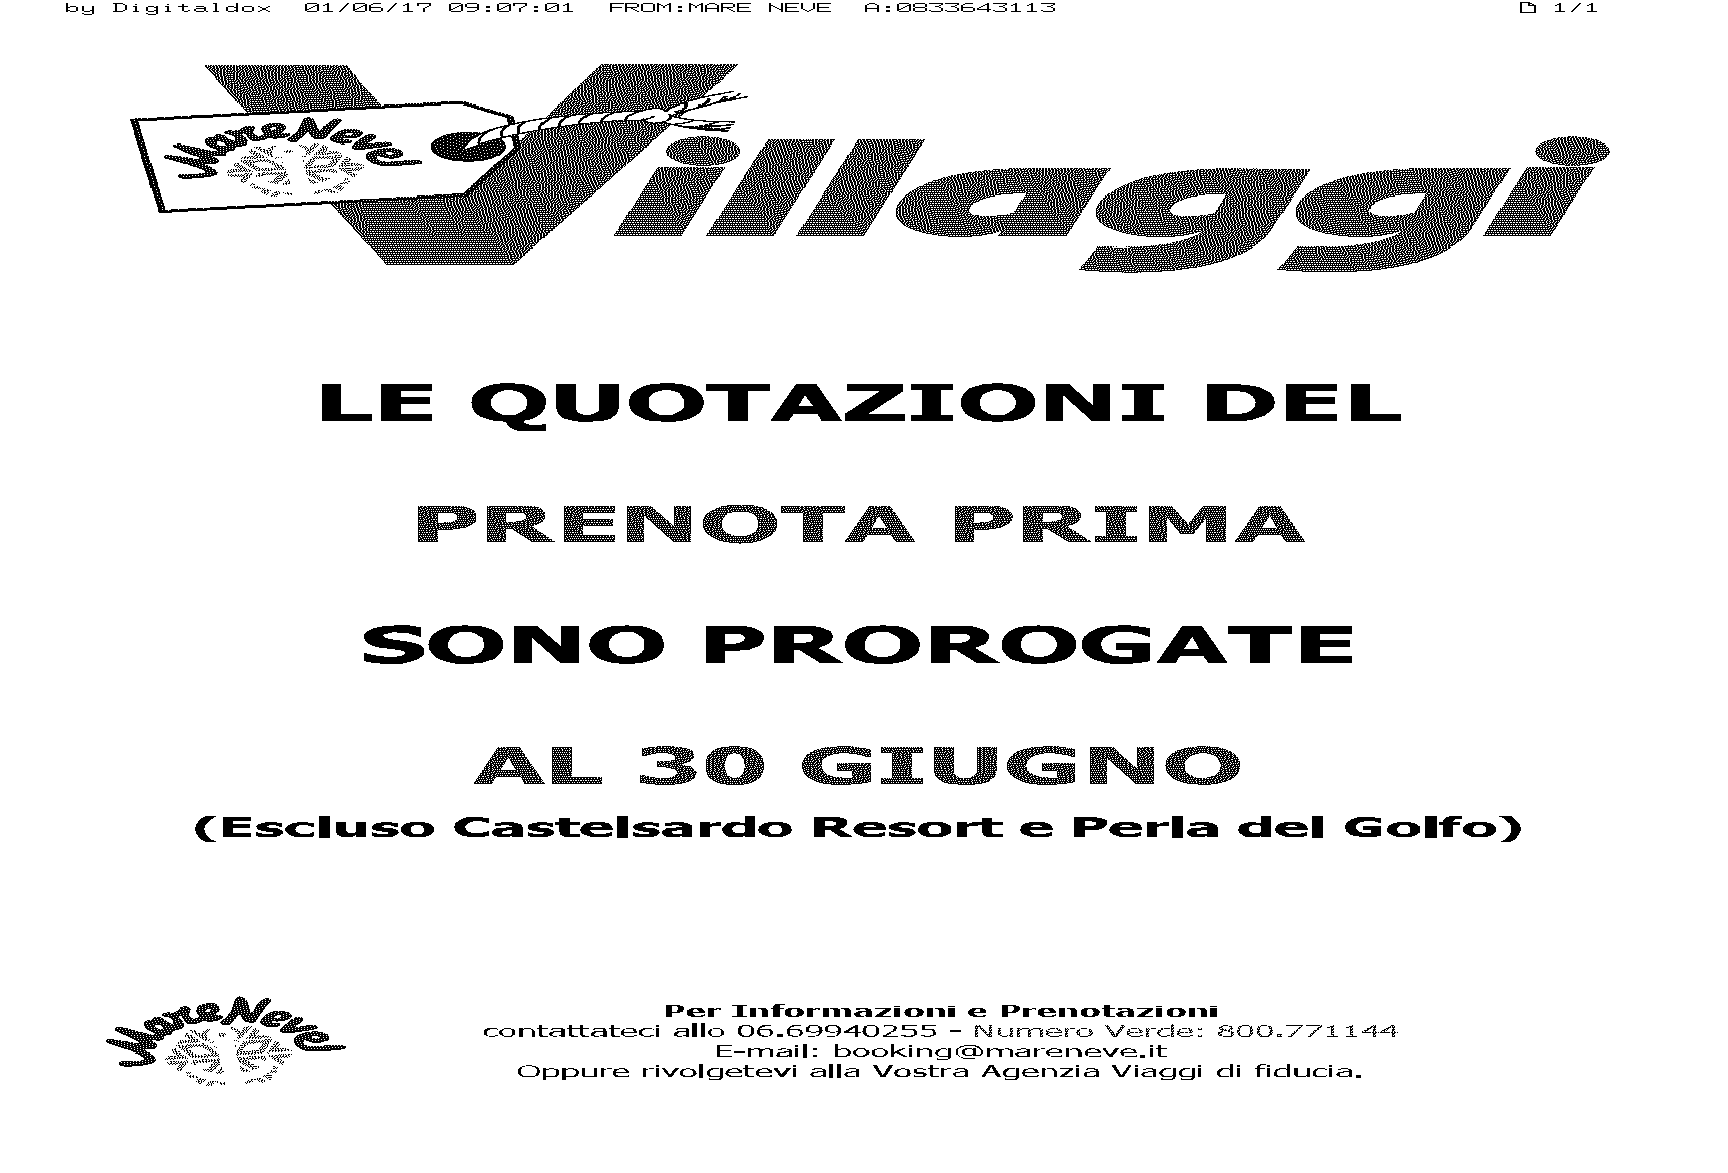 by Digitaldox 01/06/17 09:07:01 FROM:MARE NEVE A:0833643113 1/1
MareNeve
Villaggi
LE QUOTAZIONI DEL
PRENOTA PRIMA
SONO PROROGATE
AL 30 GIUGNO
(Escluso Castelsardo Resort e Perla del Golfo)
MareNeve
Per Informazioni e Prenotazioni
contattateci allo 06.69940255 - Numero Verde: 800.771144
E-mail: booking@mareneve.it
Oppure rivolgetevi alla Vostra Agenzia Viaggi di fiducia.